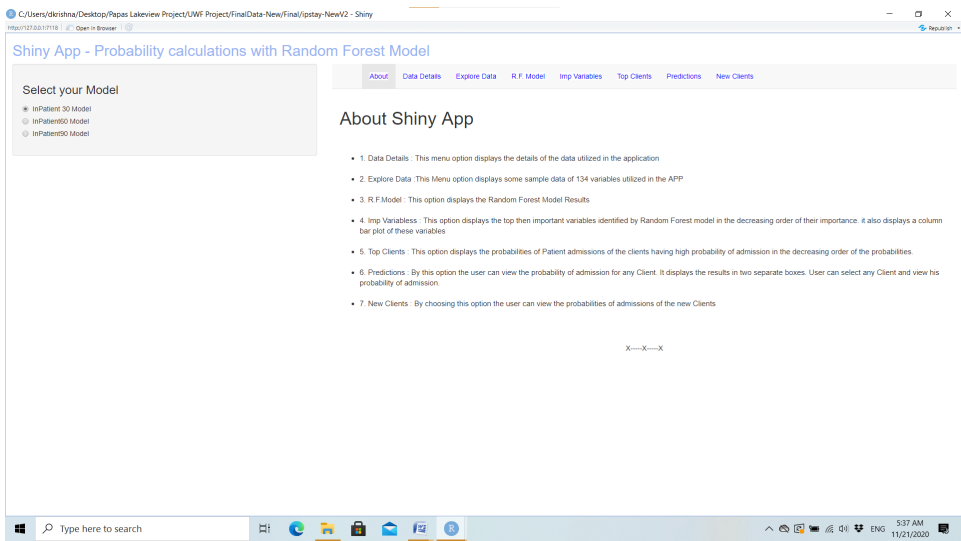 C:/Users/dkrishna/Desktop/Papas Lakeview Project/UWF Project/FinalData-New/Final/ipstay-NewV2 - Shiny
http://127.0.0.1:7118 Open in Browser Republish
Shiny App - Probability calculations with Random Forest Model
Select your Model
InPatient 30 Model
InPatient60 Model
InPatient90 Model
About Data Details Explore Data R.F. Model Imp Variables Top Clients Predictions New Clients
About Shiny App
1. Data Details : This menu option displays the details of the data utilized in the application
2. Explore Data :This Menu option displays some sample data of 134 variables utilized in the APP
3. R.F.Model : This option displays the Random Forest Model Results
4. Imp Variabless : This option displays the top then important variables identified by Random Forest model in the decreasing order of their importance. it also displays a column
bar plot of these variables
5. Top Clients : This option displays the probabilities of Patient admissions of the clients having high probability of admission in the decreasing order of the probabilities.
6. Predictions : By this option the user can view the probability of admission for any Client. It displays the results in two separate boxes. User can select any Client and view his
probability of admission.
7. New Clients : By choosing this option the user can view the probabilities of admissions of the new Clients
X-----X-----X
Type here to search
R
ENG
5:37 AM
11/21/2020